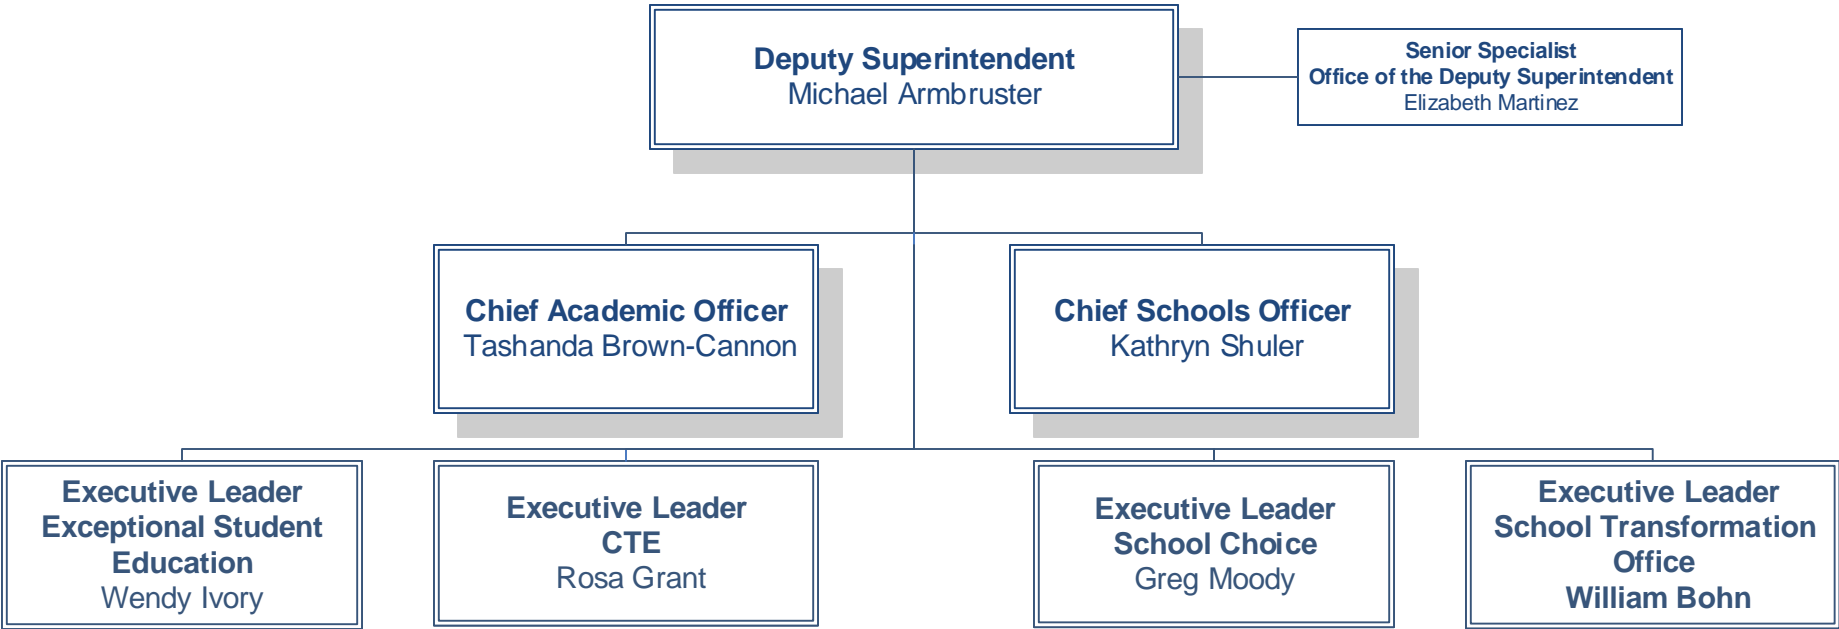 Deputy Superintendent
Michael Armbruster
Senior Specialist
Office of the Deputy Superintendent
Elizabeth Martinez
Chief Academic Officer
Tashanda Brown-Cannon
Chief Schools Officer
Kathryn Shuler
Executive Leader
Exceptional Student
Education
Wendy Ivory
Executive Leader
CTE
Rosa Grant
Executive Leader
School Choice
Greg Moody
Executive Leader
School Transformation
Office
William Bohn